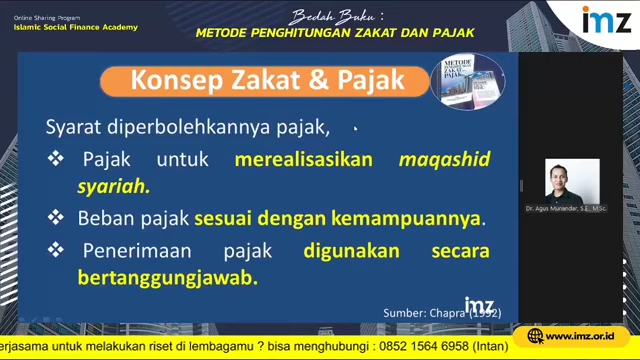 Online Sharing Program
Islamic Social Finance Academy
Bedah Buku :
METODE PENGHITUNGAN ZAKAT DAN PAJAK
imz
Konsep Zakat & Pajak
METODE PENGHITUNGAN ZAKAT PAJAK
Syarat diperbolehkannya pajak,
❖ Pajak untuk merealisasikan maqashid
syariah.
❖ Beban pajak sesuai dengan kemampuannya.
❖ Penerimaan pajak digunakan secara
bertanggungjawab.
Dr. Agus Munandar, S.E., M.Sc.
imz
Sumber: Chapra (1992)
erjasama untuk melakukan riset di lembagamu ? bisa menghubungi : 0852 1564 6958 (Intan)
www.imz.or.id